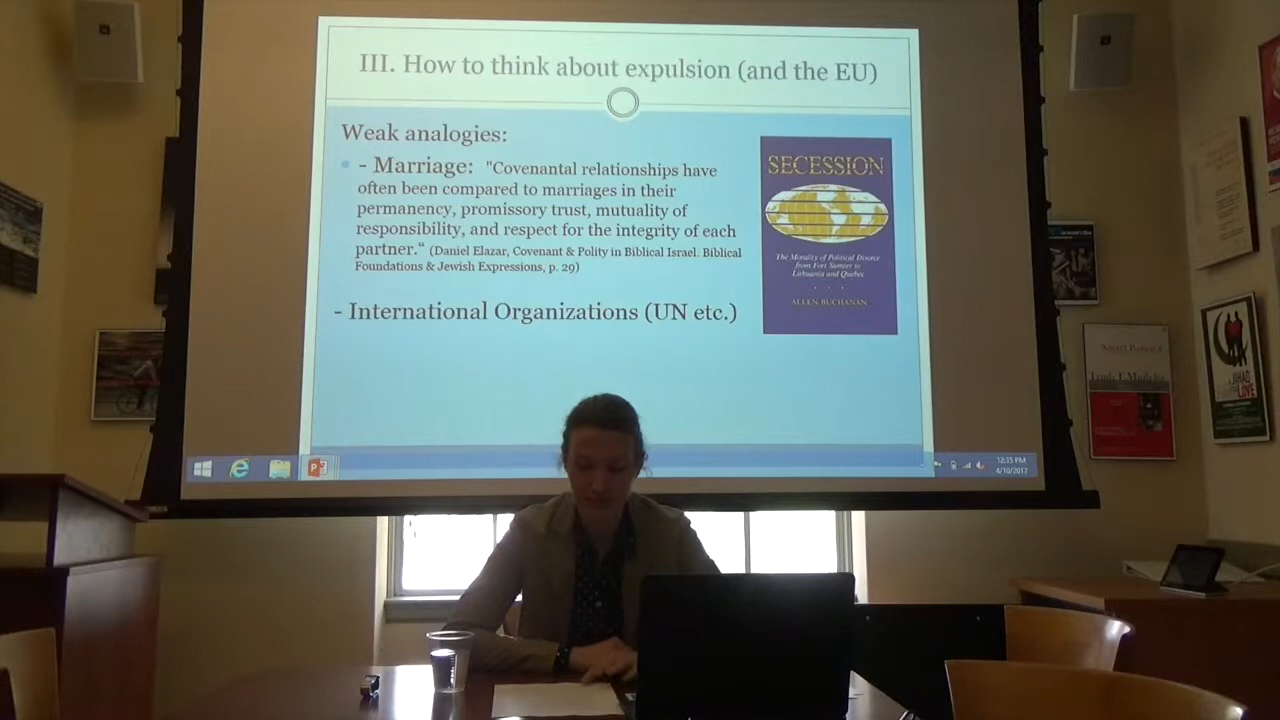 III. How to think about expulsion (and the EU)
Weak analogies:
- Marriage: "Covenantal relationships have
often been compared to marriages in their
permanency, promissory trust, mutuality of
responsibility, and respect for the integrity of each
partner.“ (Daniel Elazar, Covenant & Polity in Biblical Israel. Biblical
Foundations & Jewish Expressions, p. 29)
- International Organizations (UN etc.)
SECESSION
The Morality of Political Divorce
from Fort Sumter to
Lithuania and Quebec
ALLEN BUCHANAN
12:35 PM
4/10/2017
JIHAD
LOVE